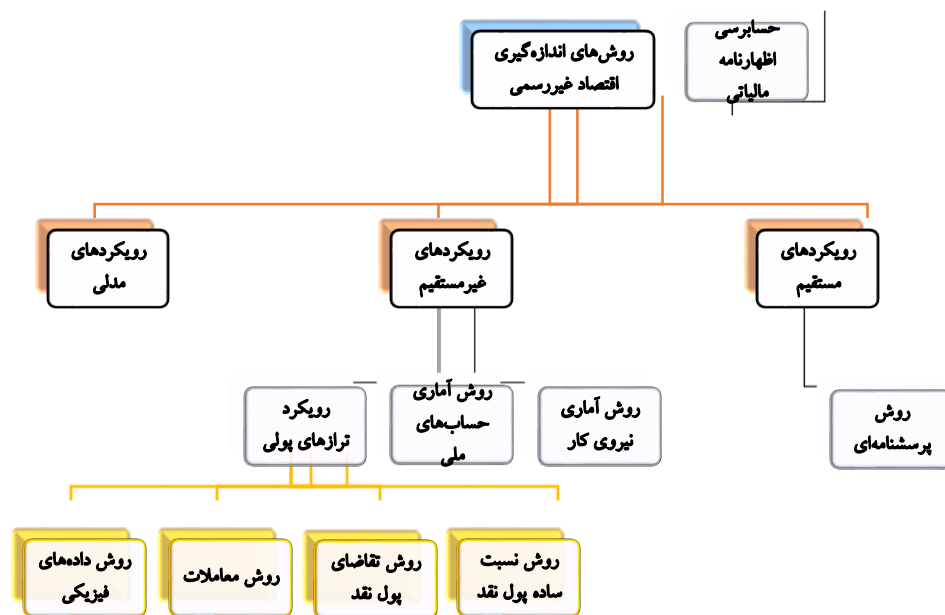 حسابرسی
اظهارنامه
مالیاتی
روش‌های اندازه‌گیری
اقتصاد غیررسمی
رویکردهای
مستقیم
رویکردهای
غیرمستقیم
رویکردهای
مدلی
روش
پرسشنامه‌ای
روش آماری
نیروی کار
روش آماری
حساب‌های
ملی
رویکرد
ترازهای پولی
روش نسبت
ساده پول نقد
روش تقاضای
پول نقد
روش معاملات
روش داده‌های
فیزیکی